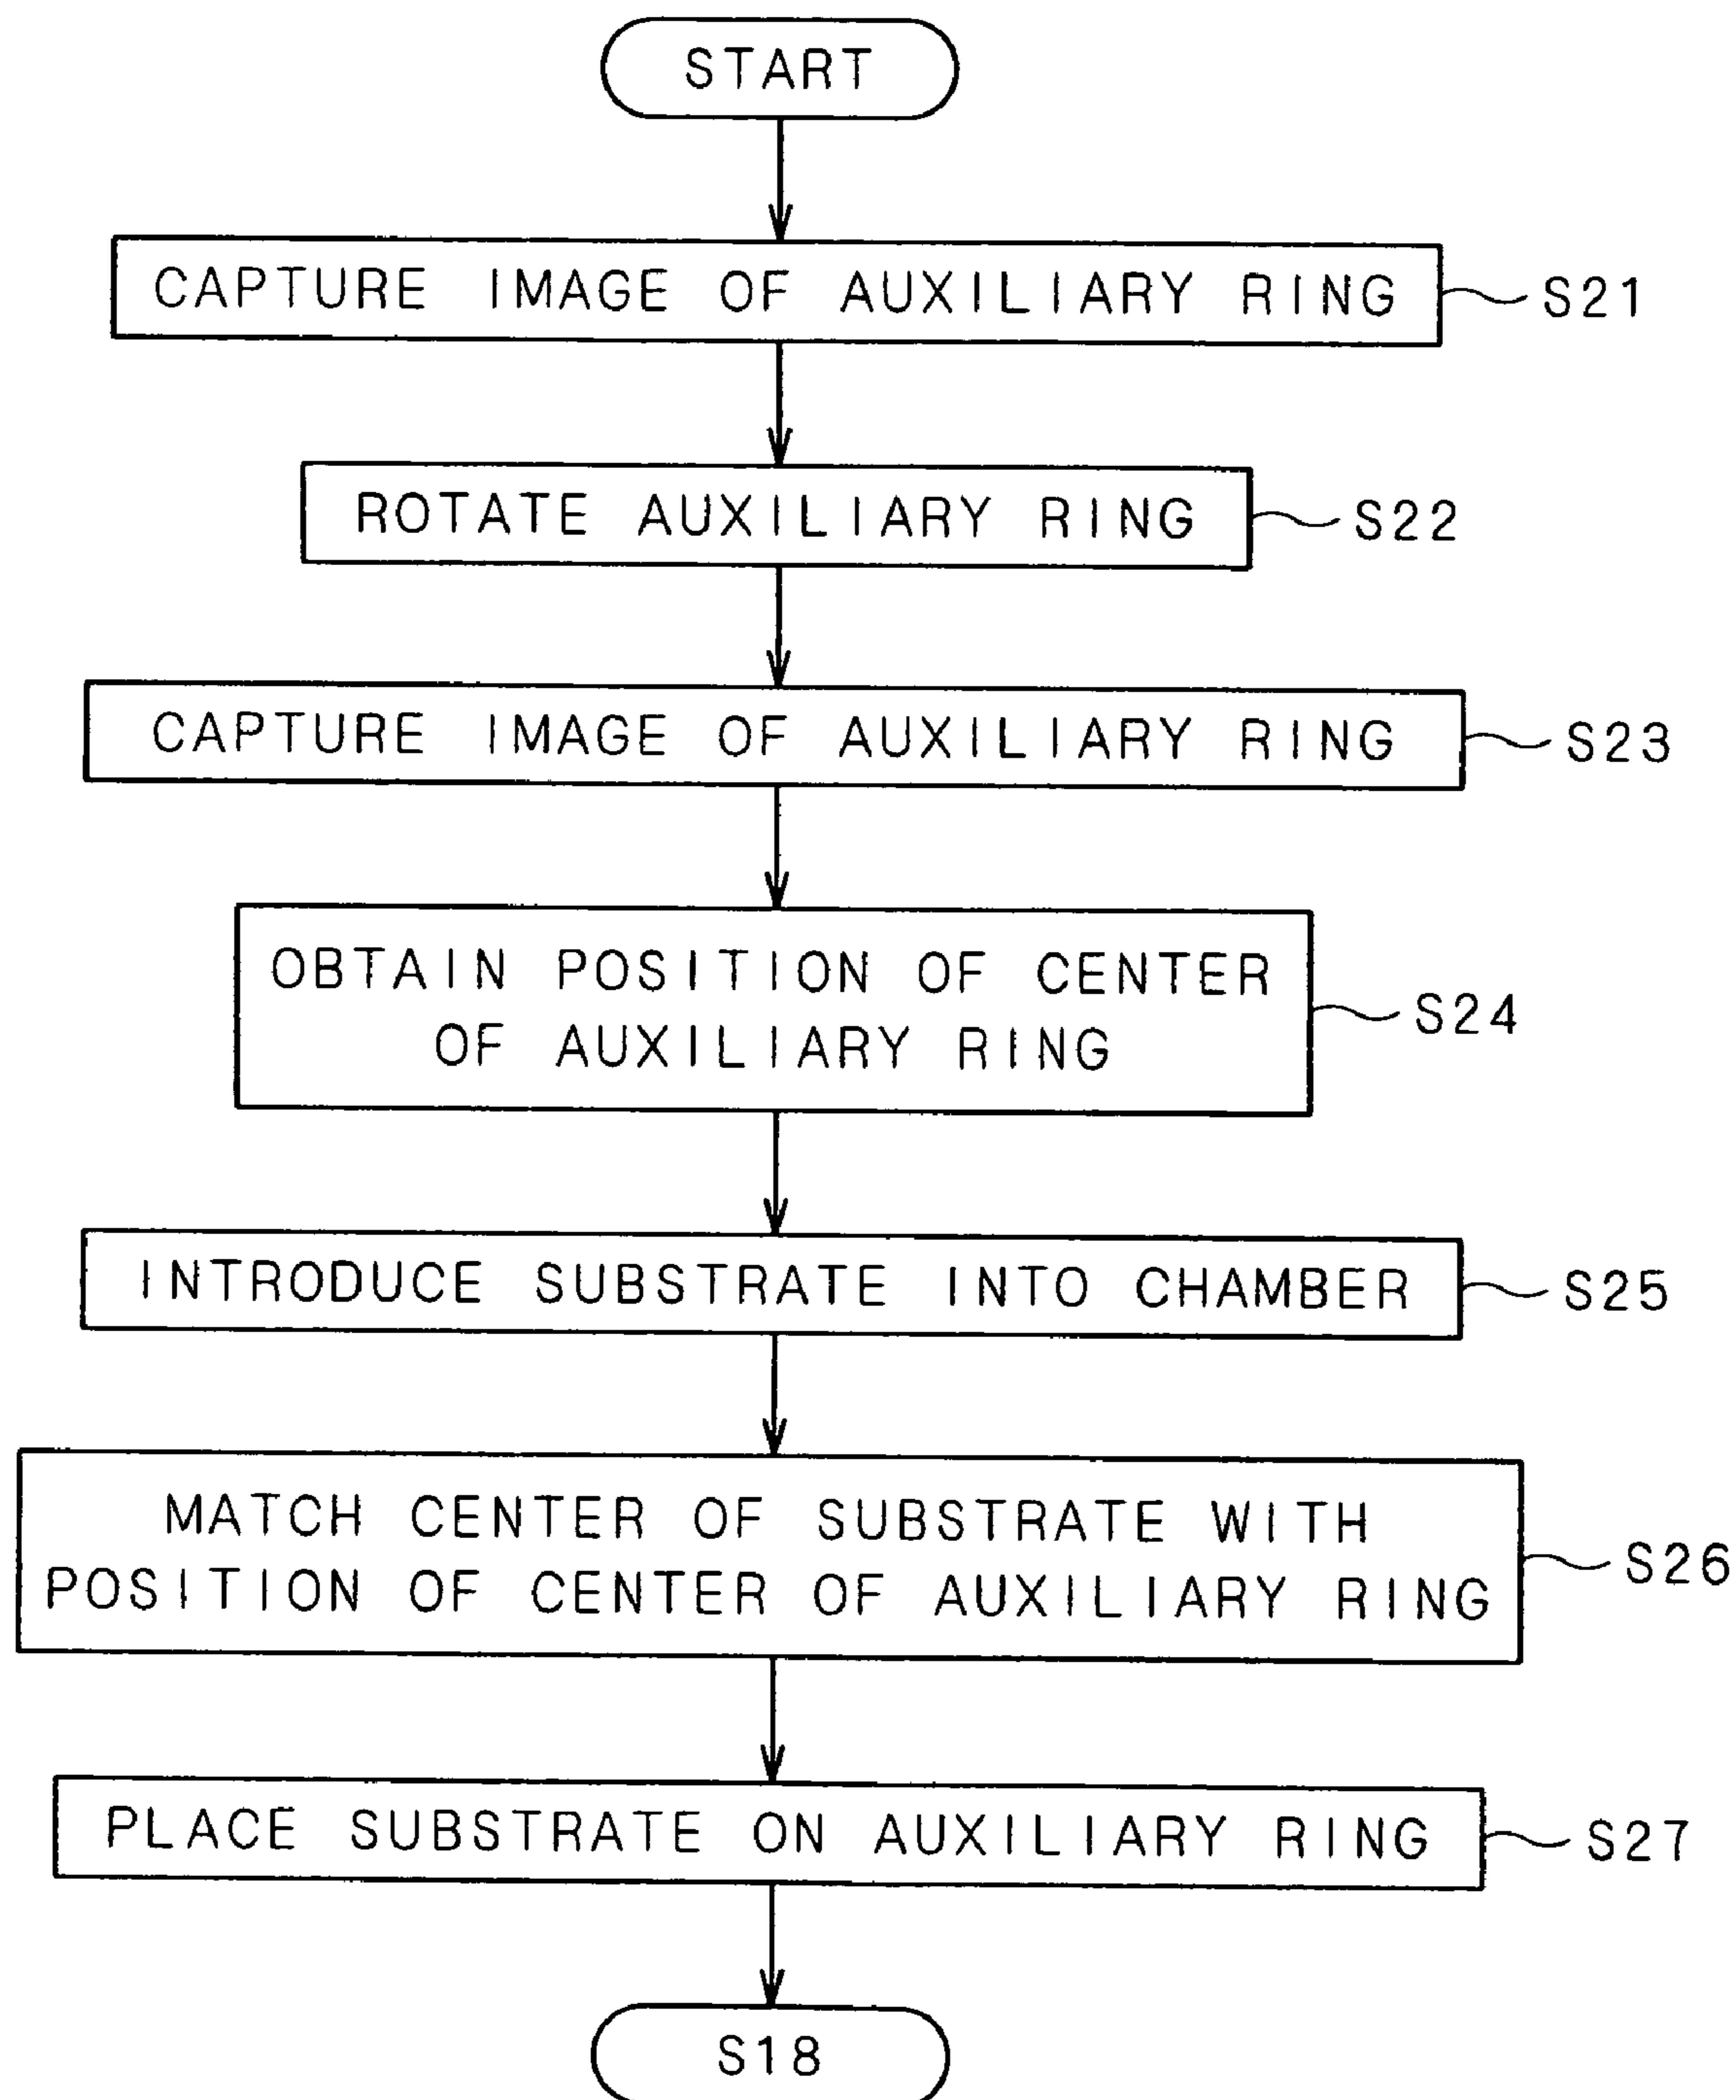 START
CAPTURE IMAGE OF AUXILIARY RING
S21
ROTATE AUXILIARY RING
S22
CAPTURE IMAGE OF AUXILIARY RING
S23
OBTAIN POSITION OF CENTER
OF AUXILIARY RING
S24
INTRODUCE SUBSTRATE INTO CHAMBER
S25
MATCH CENTER OF SUBSTRATE WITH
POSITION OF CENTER OF AUXILIARY RING
S26
PLACE SUBSTRATE ON AUXILIARY RING
S27
S18